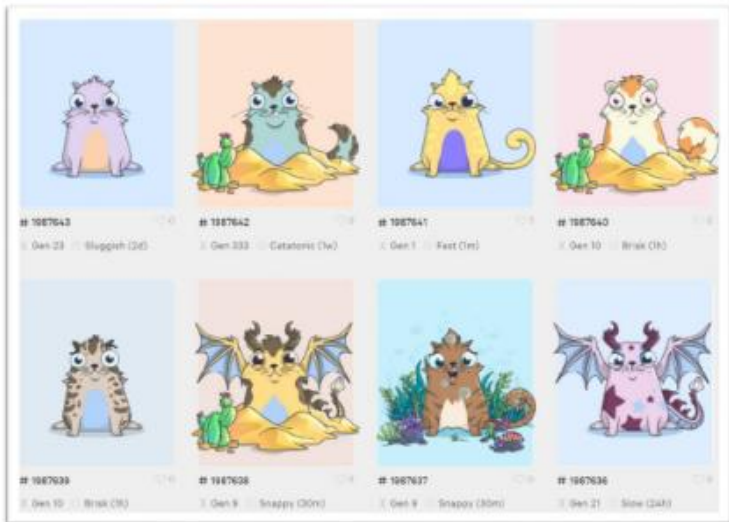 # 1987643
# 1987642
# 1987641
# 1987640
Gen 23 Sluggish (2d)
Gen 333 Catatonic (1w)
Gen 1 Fast (1m)
Gen 10 Brisk (1h)
# 1987639
# 1987638
# 1987637
# 1987636
Gen 10 Brisk (1h)
Gen 9 Snappy (30m)
Gen 9 Snappy (30m)
Gen 21 Slow (24h)